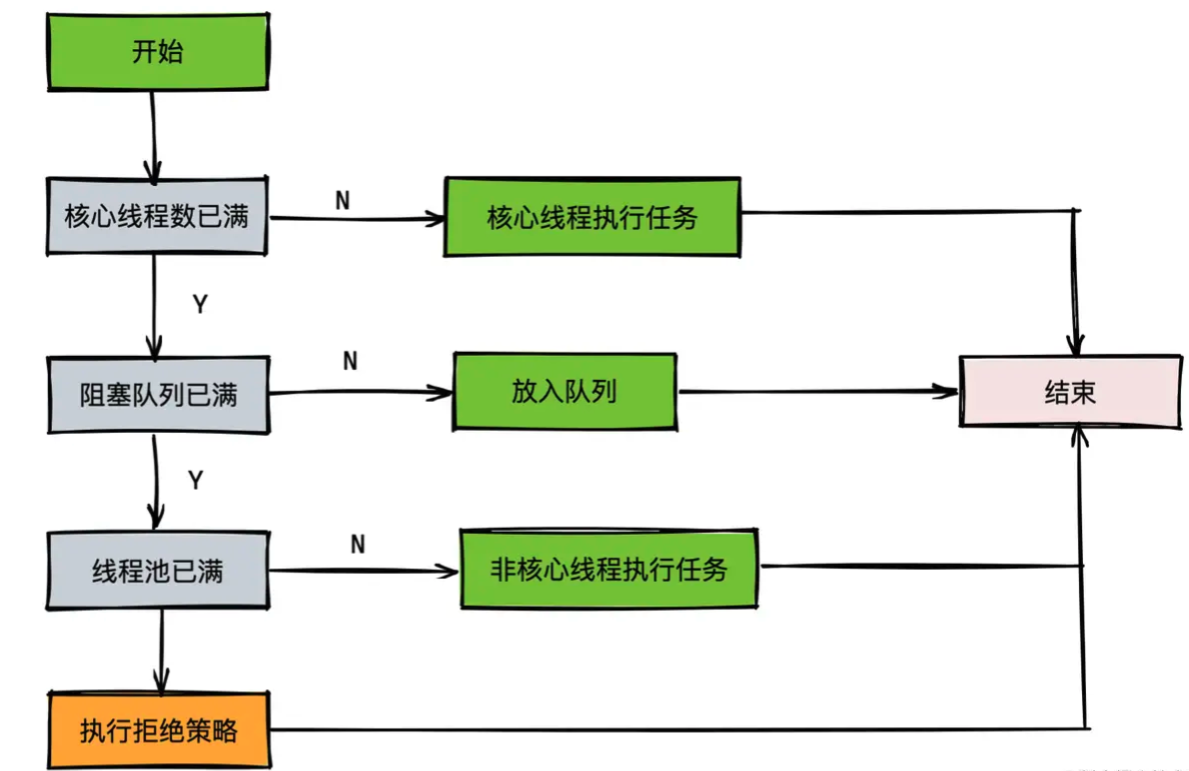 开始
核心线程数已满
N
核心线程执行任务
Y
阻塞队列已满
N
放入队列
结束
Y
线程池已满
N
非核心线程执行任务
执行拒绝策略